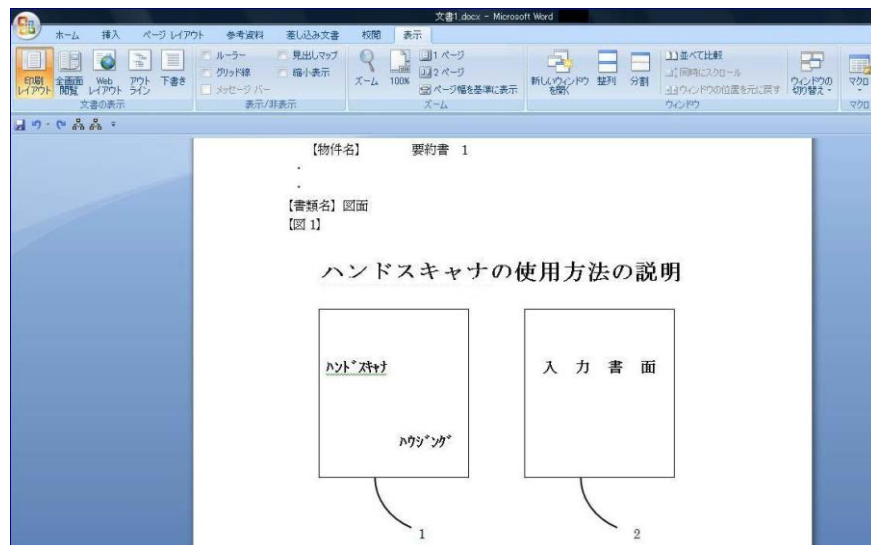 文書1.docx - Microsoft Word
ホーム 挿入 ページ レイアウト 参考資料 差し込み文書 校閲 表示
印刷レイアウト 全画面閲覧 Web レイアウト アウトライン 下書き
文書の表示
ルーラー
グリッド線
メッセージ バー
見出しマップ
縮小表示
表示/非表示
ズーム 100%
1 ページ
2 ページ
ページ幅を基準に表示
ズーム
新しいウィンドウを開く 整列 分割
並べて比較
同時にスクロール
ウィンドウの位置を元に戻す
ウィンドウの切り替え
ウィンドウ
マクロ
マクロ
【物件名】 要約書 1
・
・
【書類名】図面
【図 1】
ハンドスキャナの使用方法の説明
ﾊﾝﾄﾞｽｷｬﾅ
ﾊｳｼﾞﾝｸﾞ
入 力 書 面
1 2